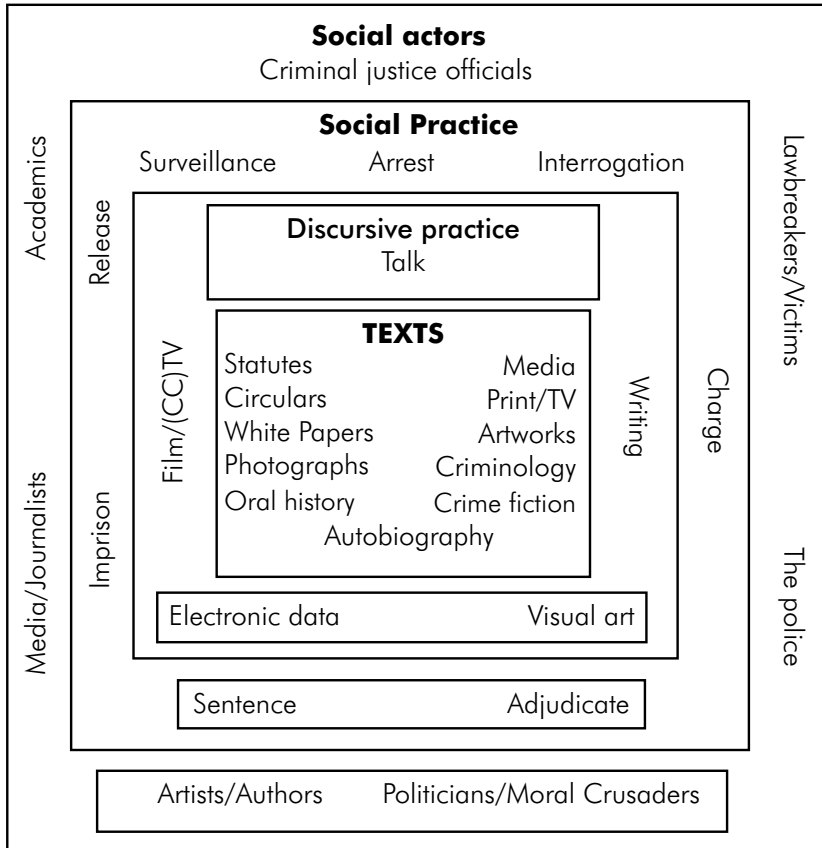 Social actors
Criminal justice officials
Social Practice
Surveillance Arrest Interrogation
Academics
Release
Lawbreakers/Victims
Discursive practice
Talk
Film/(CC)TV
TEXTS
Statutes Media
Circulars Print/TV
White Papers Artworks
Photographs Criminology
Oral history Crime fiction
Autobiography
Writing
Charge
Media/Journalists
Imprison
The police
Electronic data Visual art
Sentence Adjudicate
Artists/Authors Politicians/Moral Crusaders